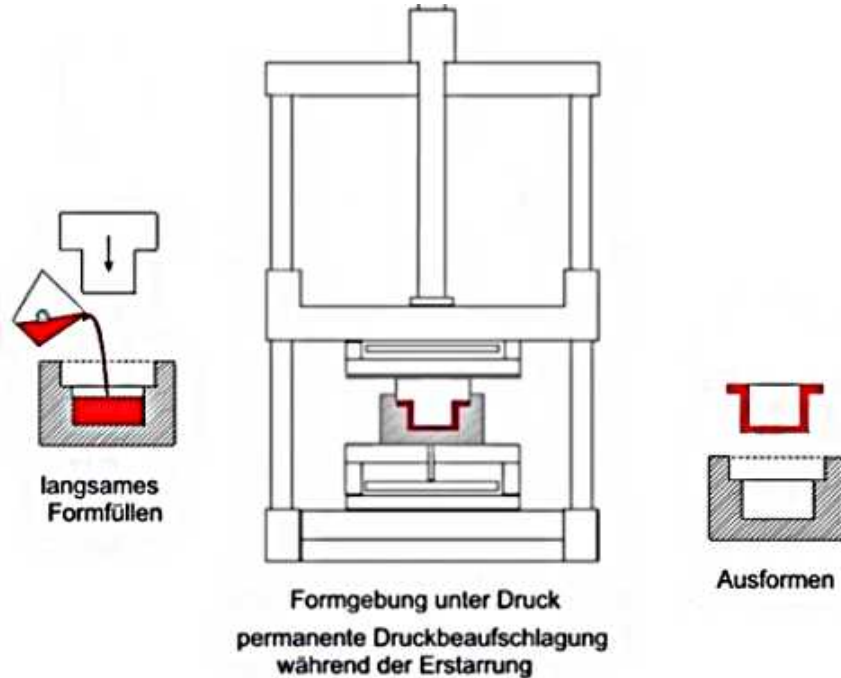 langsames
Formfüllen
Formgebung unter Druck
permanente Druckbeaufschlagung
während der Erstarrung
Ausformen